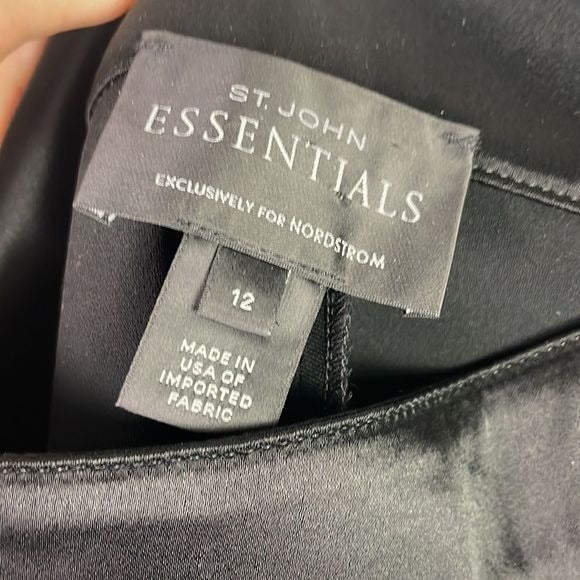 ST. JOHN
ESSENTIALS
EXCLUSIVELY FOR NORDSTROM
12
MADE IN
USA OF
IMPORTED
FABRIC